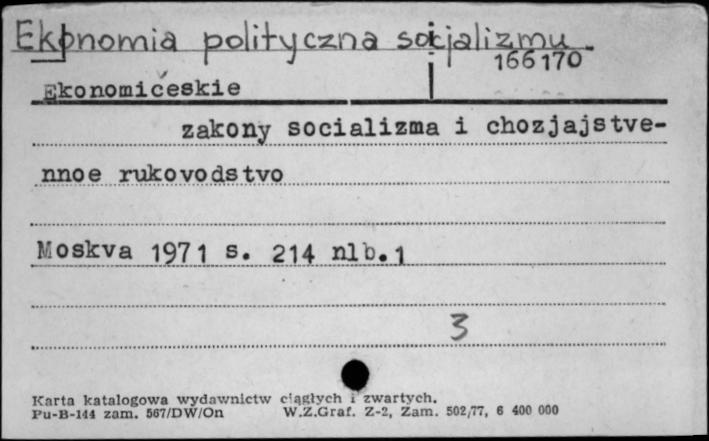 Ekonomia polityczna socjalizmu.
166170
Ekonomičeskie
zakony socializma i chozjajstve-
nnoe rukovodstvo
Moskva 1971 s. 214 nlb.1
3
Karta katalogowa wydawnictw ciągłych i zwartych.
Pu-B-144 zam. 567/DW/On W.Z.Graf. Z-2, Zam. 502/77, 6 400 000